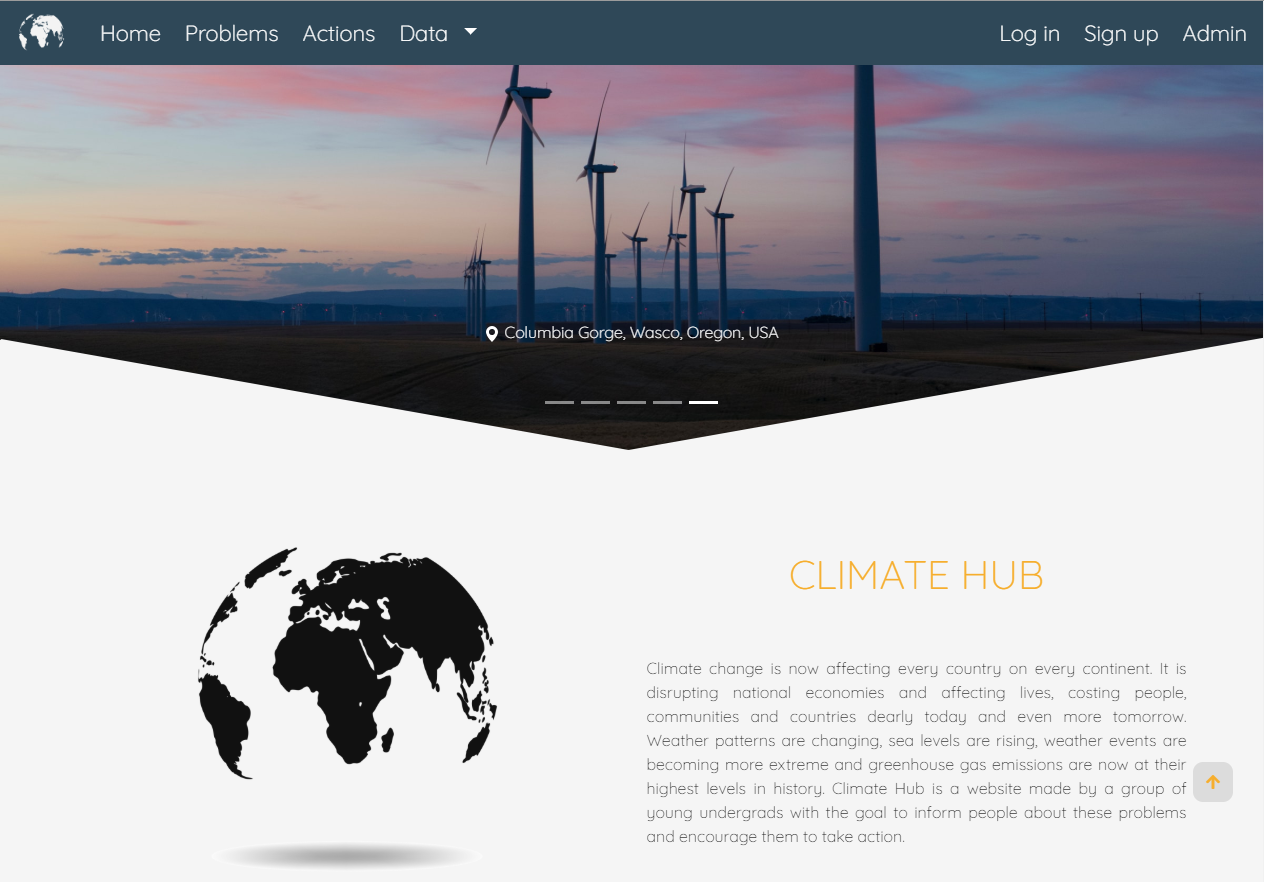 Home Problems Actions Data Log in Sign up Admin
Columbia Gorge, Wasco, Oregon, USA
CLIMATE HUB
Climate change is now affecting every country on every continent. It is
disrupting national economies and affecting lives, costing people,
communities and countries dearly today and even more tomorrow.
Weather patterns are changing, sea levels are rising, weather events are
becoming more extreme and greenhouse gas emissions are now at their
highest levels in history. Climate Hub is a website made by a group of
young undergrads with the goal to inform people about these problems
and encourage them to take action.